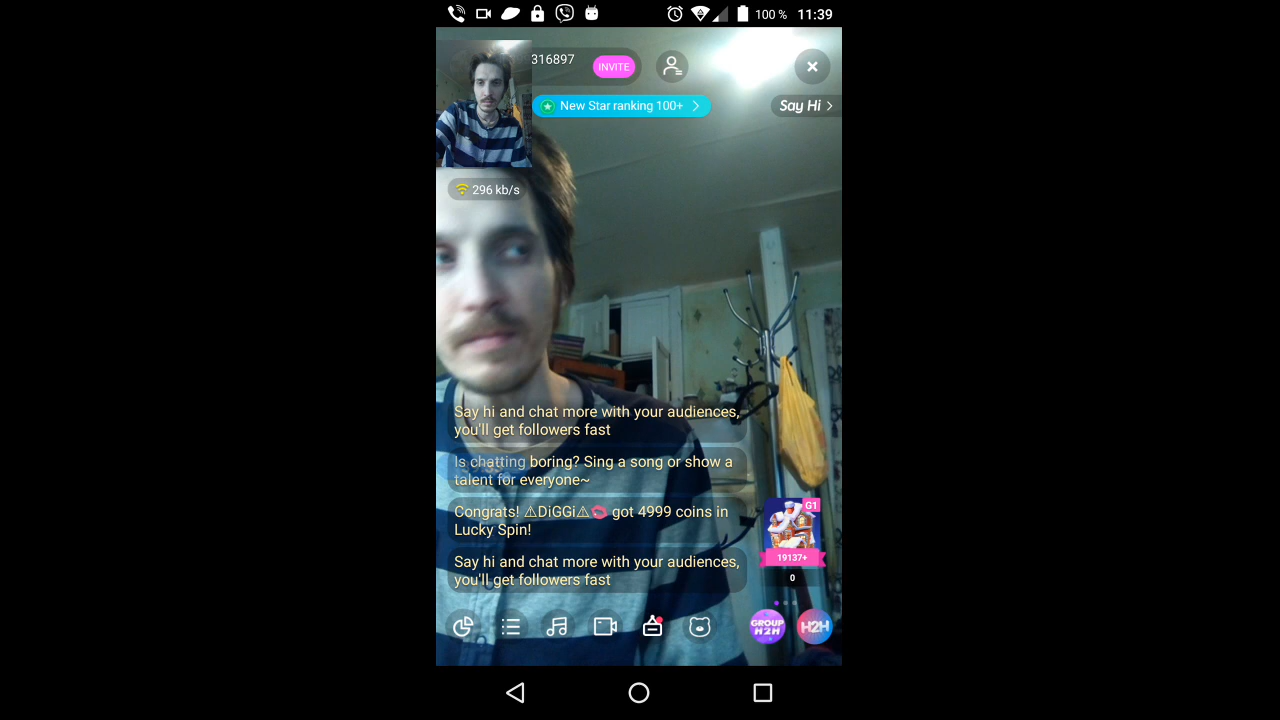 100 %
11:39
316897
INVITE
New Star ranking 100+
Say Hi
296 kb/s
Say hi and chat more with your audiences,
you'll get followers fast
Is chatting boring? Sing a song or show a
talent for everyone~
Congrats! ⚠DiGGi⚠💋 got 4999 coins in
Lucky Spin!
Say hi and chat more with your audiences,
you'll get followers fast
G1
19137+
0
GROUP
H2H
H2H